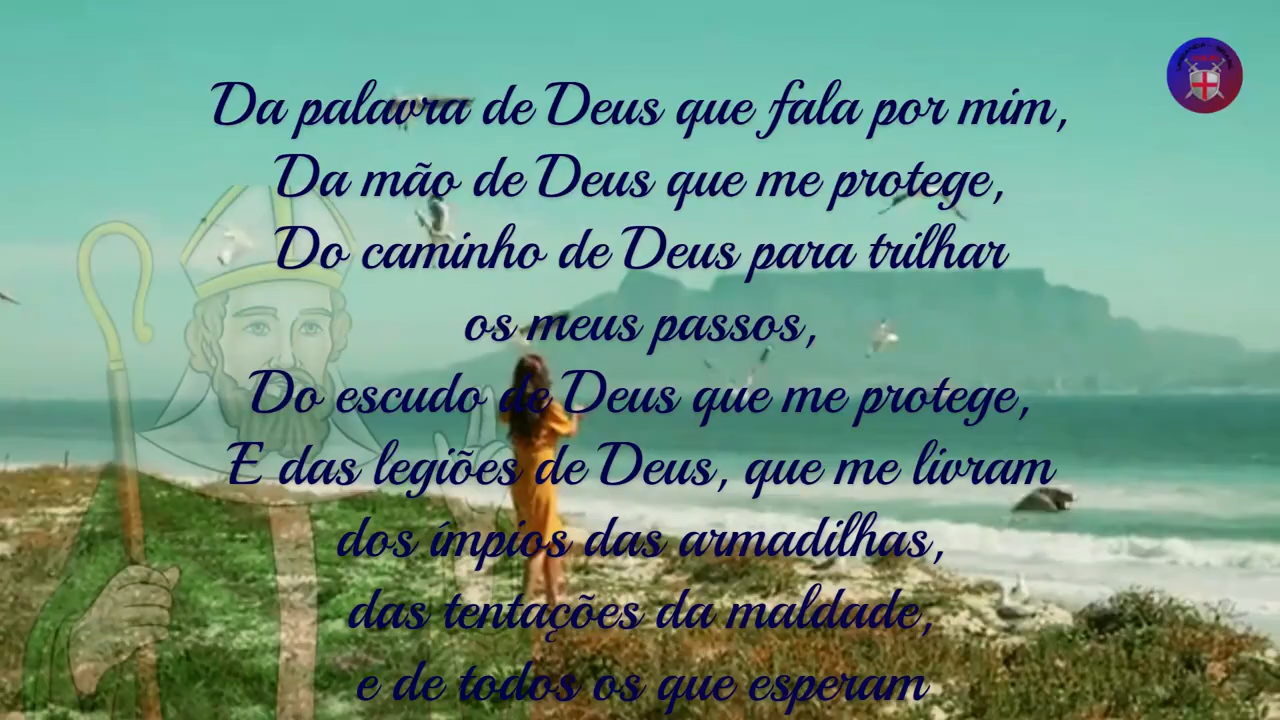 Da palavra de Deus que fala por mim,
Da mão de Deus que me protege,
Do caminho de Deus para trilhar
os meus passos,
Do escudo de Deus que me protege,
E das legiões de Deus, que me livram
dos ímpios das armadilhas,
das tentações da maldade,
e de todos os que esperam